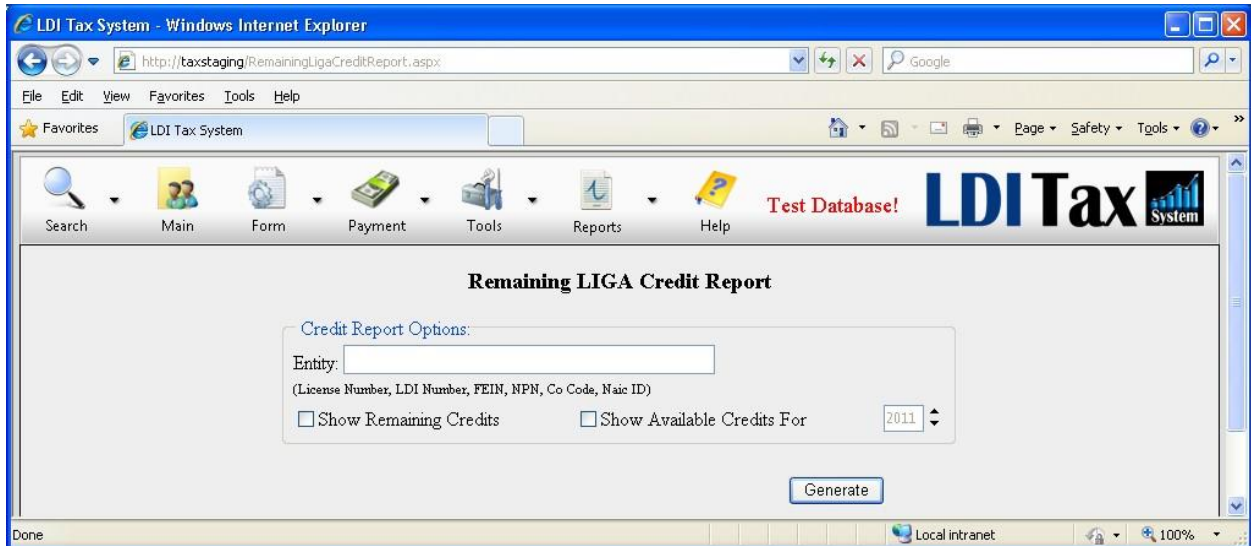 LDI Tax System - Windows Internet Explorer
http://taxstaging/RemainingLigaCreditReport.aspx
Google
File Edit View Favorites Tools Help
Favorites LDI Tax System Page Safety Tools
Search Main Form Payment Tools Reports Help Test Database! LDI Tax System
Remaining LIGA Credit Report
Credit Report Options:
Entity:
(License Number, LDI Number, FEIN, NPN, Co Code, Naic ID)
Show Remaining Credits Show Available Credits For 2011
Generate
Done Local intranet 100%